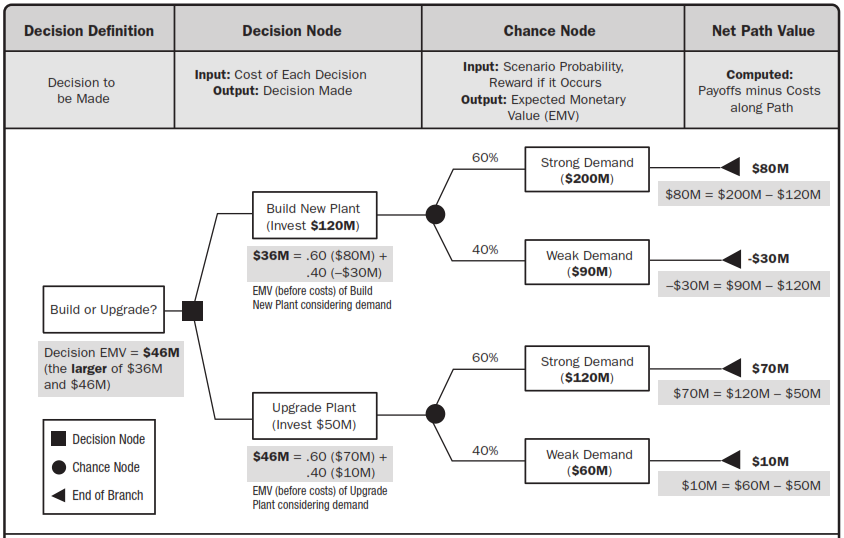 Decision Definition
Decision Node
Chance Node
Net Path Value
Decision to
be Made
Input: Cost of Each Decision
Output: Decision Made
Input: Scenario Probability,
Reward if it Occurs
Output: Expected Monetary
Value (EMV)
Computed:
Payoffs minus Costs
along Path
Build or Upgrade?
Decision EMV = $46M
(the larger of $36M
and $46M)
Decision Node
Chance Node
End of Branch
Build New Plant
(Invest $120M)
$36M = .60 ($80M) +
.40 (–$30M)
EMV (before costs) of Build
New Plant considering demand
60%
Strong Demand
($200M)
$80M
$80M = $200M – $120M
40%
Weak Demand
($90M)
-$30M
–$30M = $90M – $120M
Upgrade Plant
(Invest $50M)
$46M = .60 ($70M) +
.40 ($10M)
EMV (before costs) of Upgrade
Plant considering demand
60%
Strong Demand
($120M)
$70M
$70M = $120M – $50M
40%
Weak Demand
($60M)
$10M
$10M = $60M – $50M